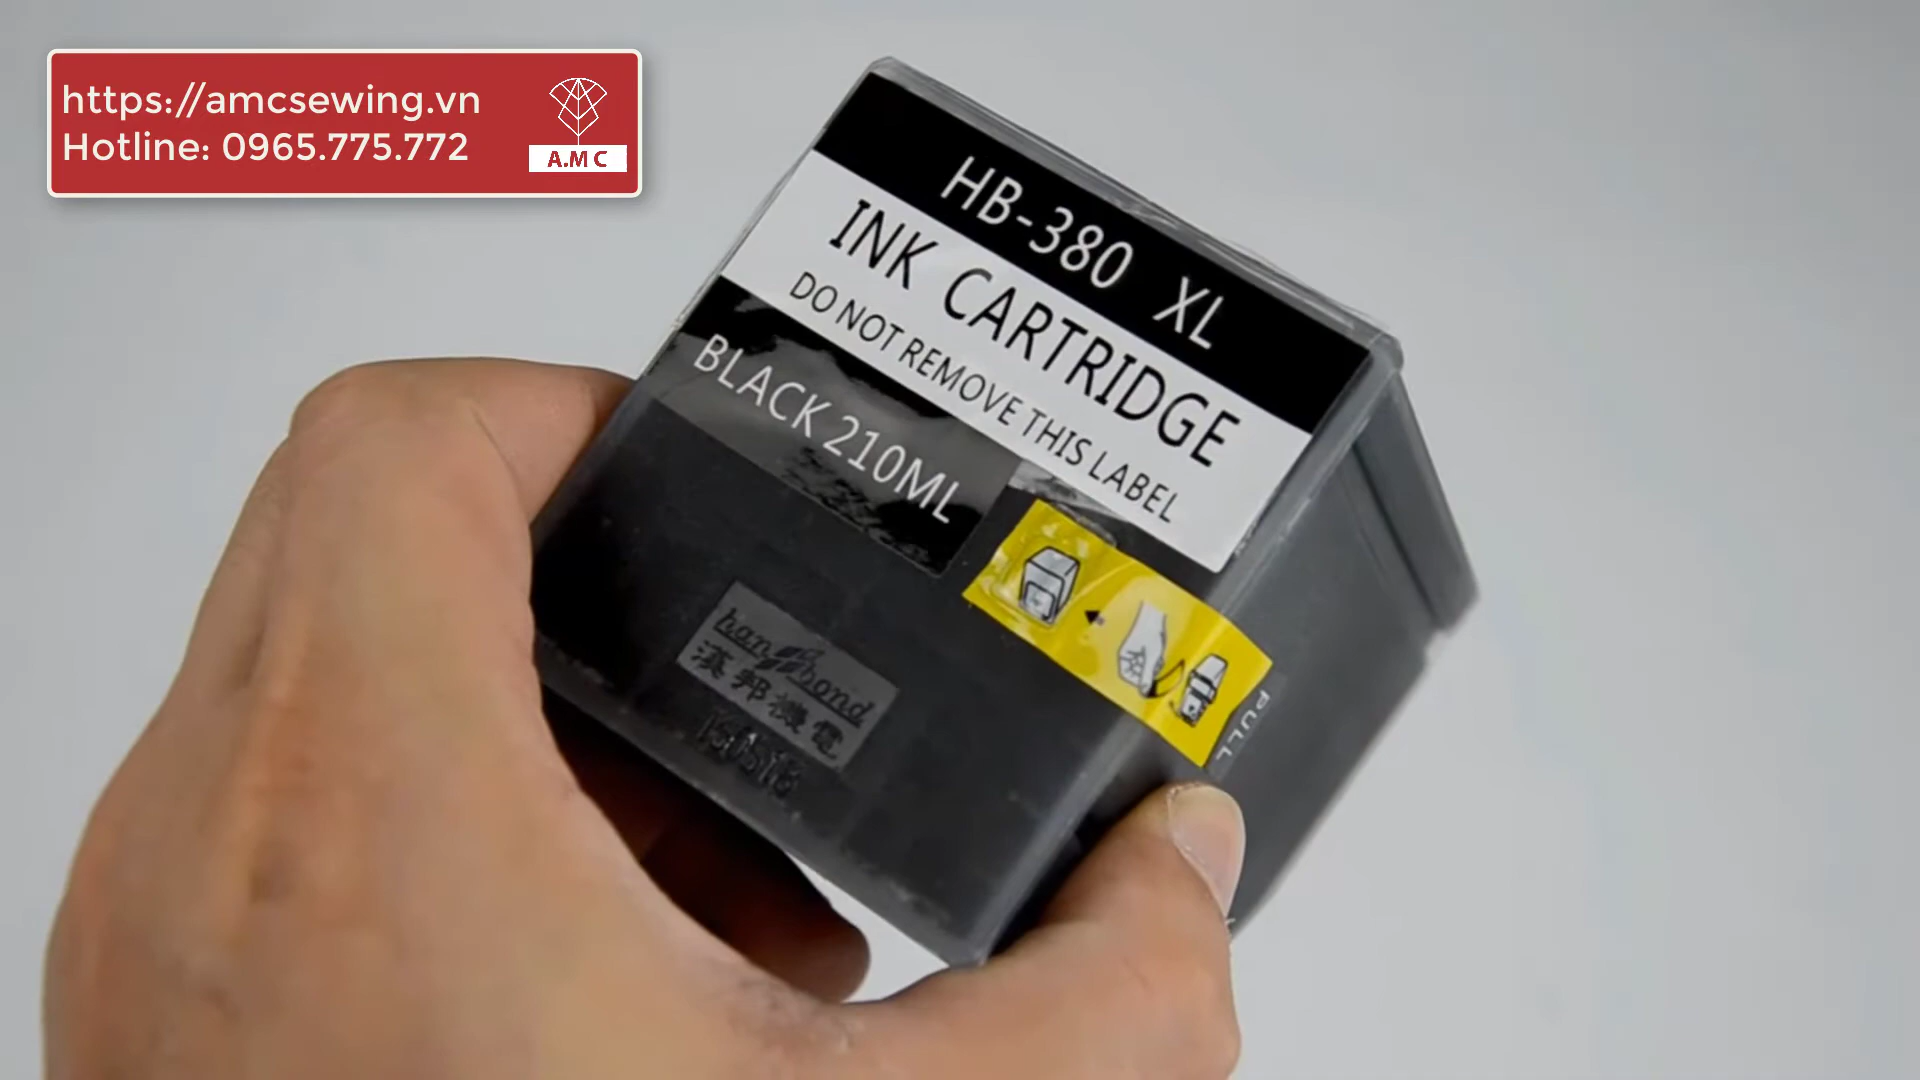 https://amcsewing.vn
Hotline: 0965.775.772
A.M C
HB-380 XL
INK CARTRIDGE
DO NOT REMOVE THIS LABEL
BLACK 210ML
PULL
han bond
漢邦機電